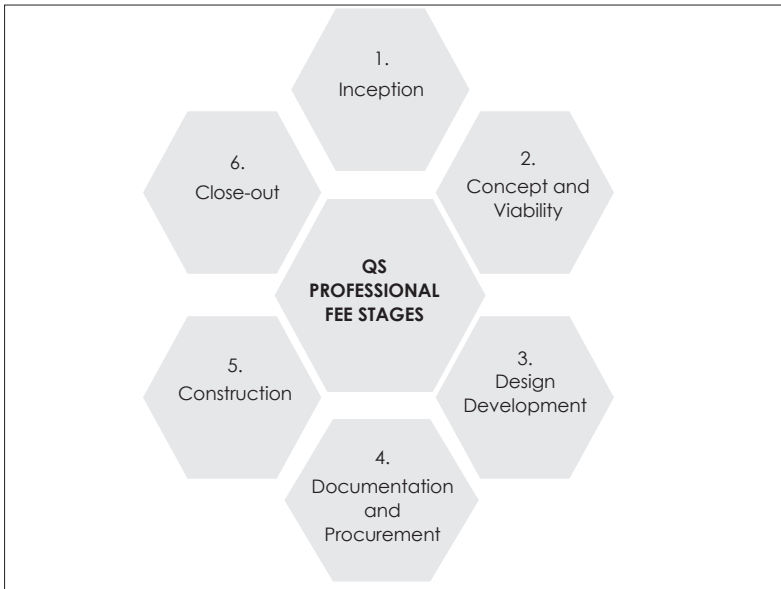 1.
Inception
2.
Concept and
Viability
3.
Design
Development
4.
Documentation
and
Procurement
5.
Construction
6.
Close-out
QS
PROFESSIONAL
FEE STAGES